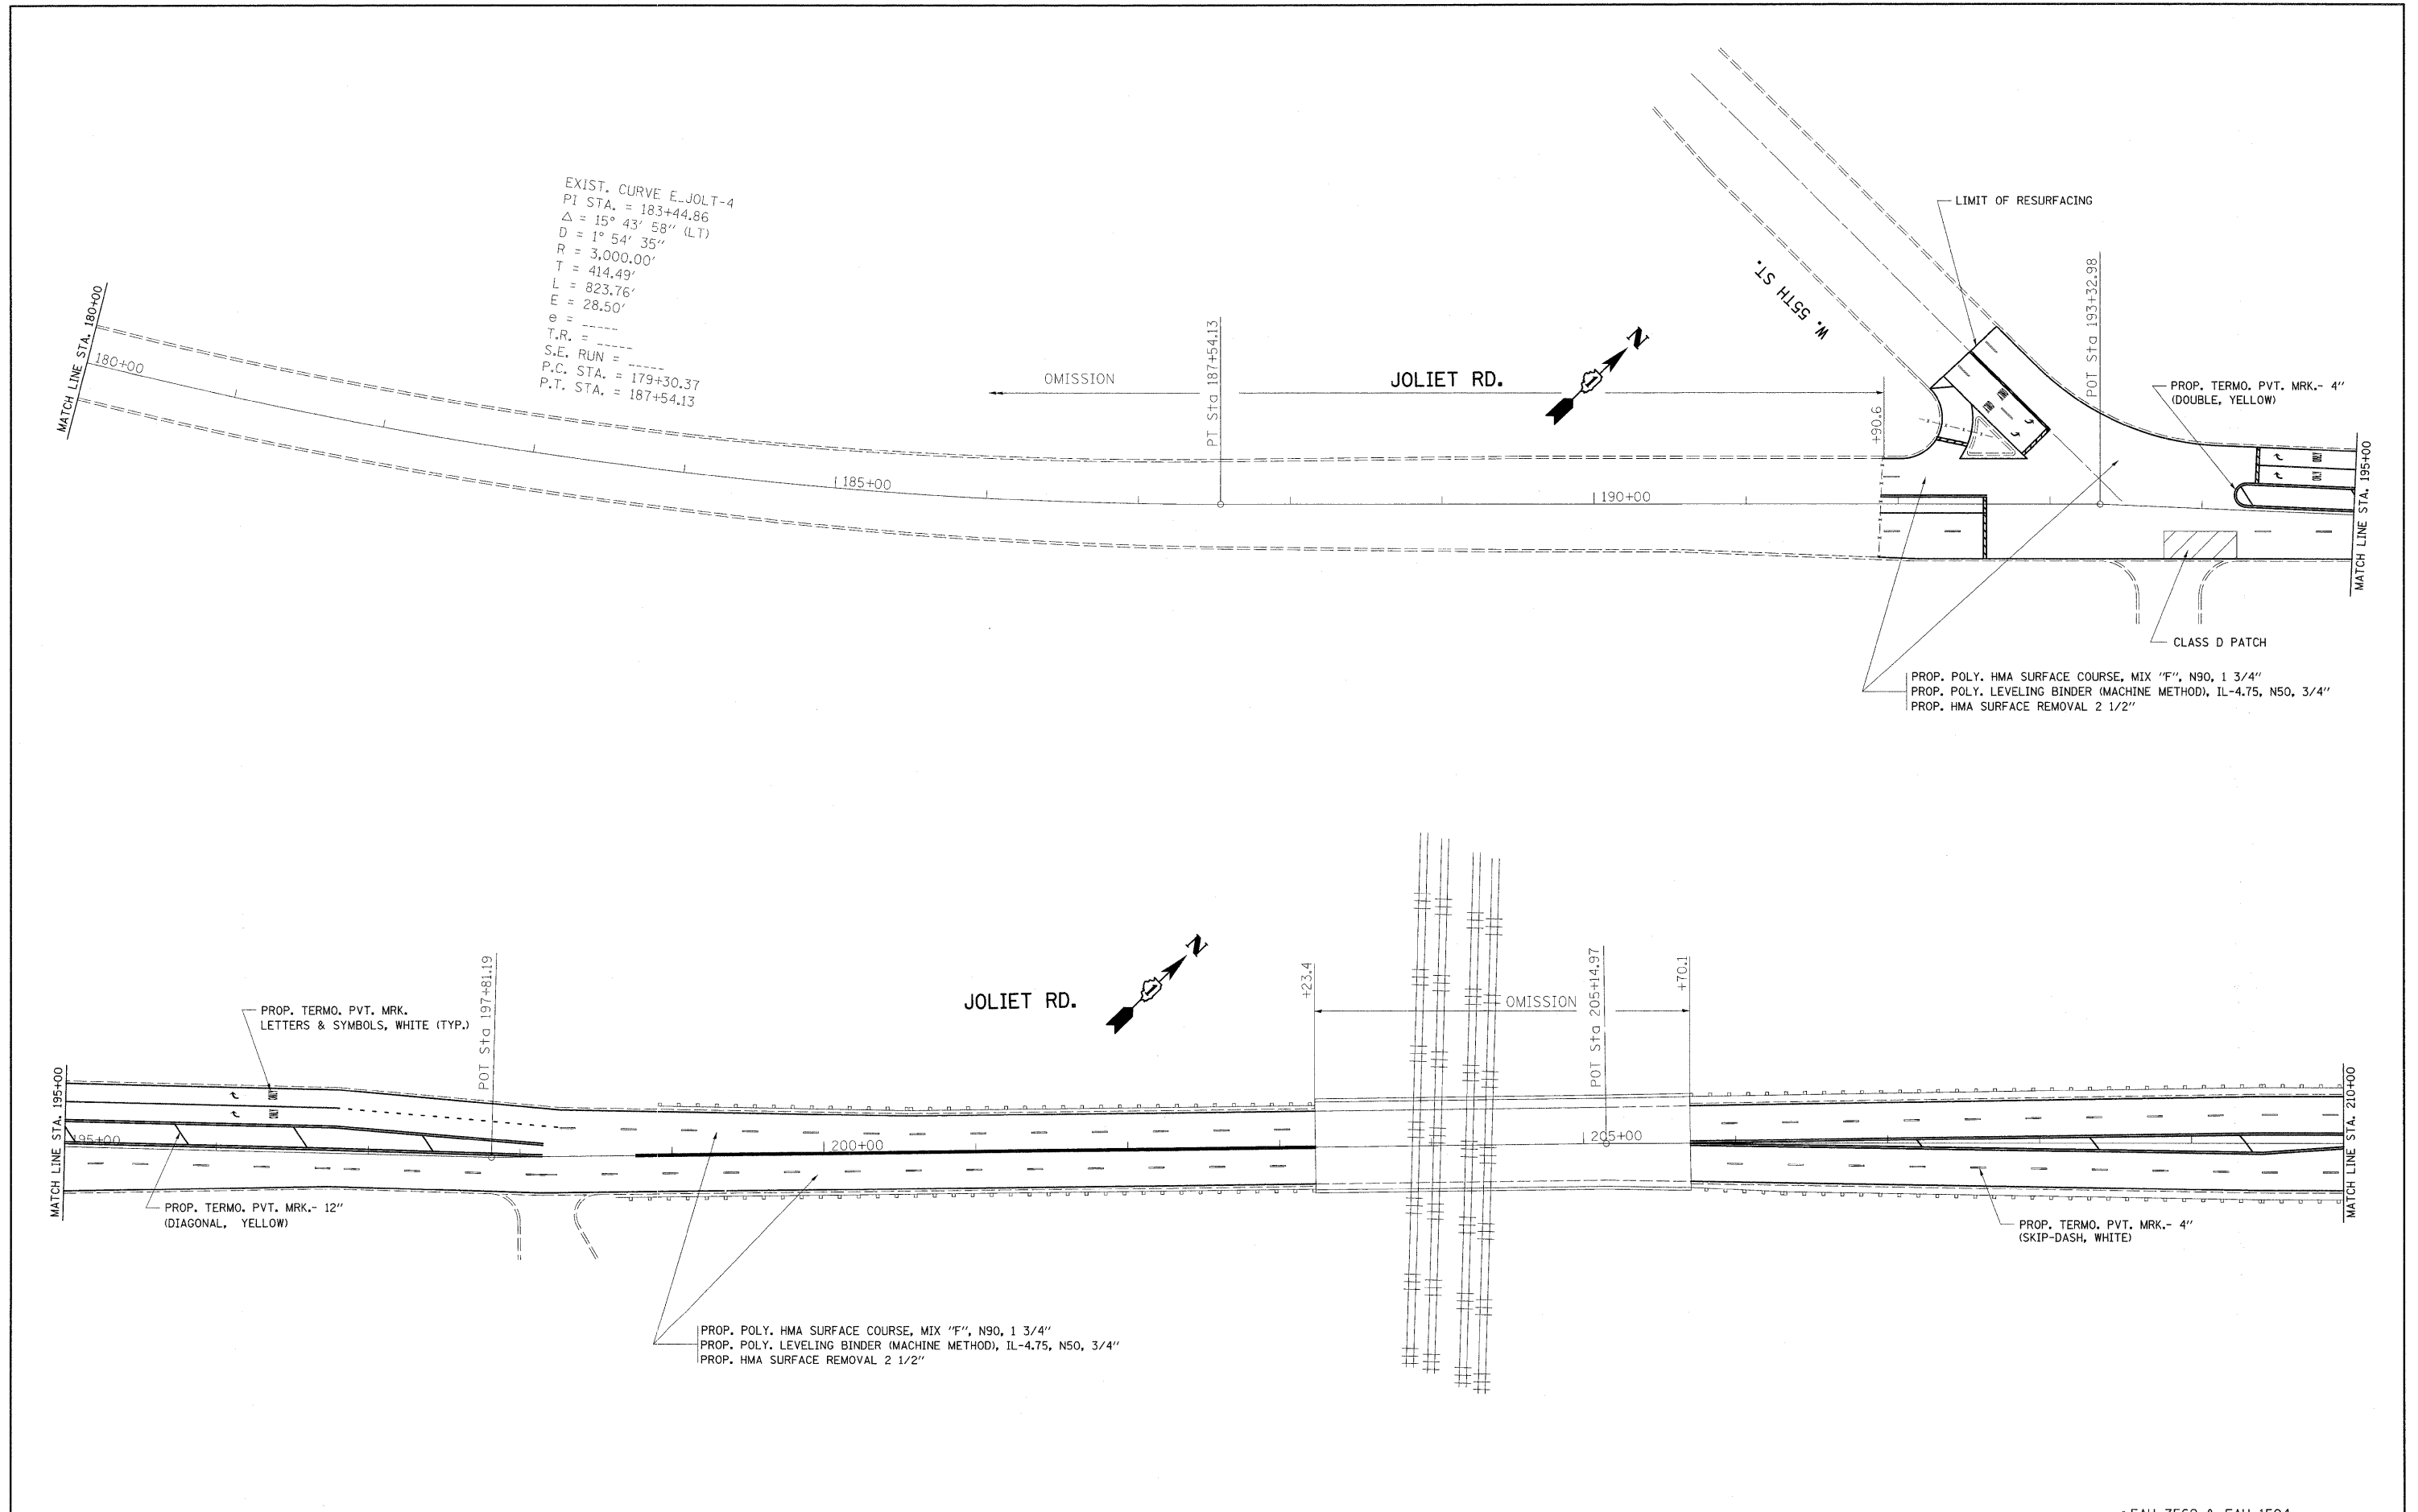 EXIST. CURVE E_JOLT-4
PI STA. = 183+44.86
Δ = 15° 43' 58" (LT)
D = 1° 54' 35"
R = 3,000.00'
T = 414.49'
L = 823.76'
E = 28.50'
e = _____
T.R. = _____
S.E. RUN = _____
P.C. STA. = 179+30.37
P.T. STA. = 187+54.13
MATCH LINE STA. 180+00
180+00
185+00
PT Sta 187+54.13
OMISSION
JOLIET RD.
N
190+00
W. 55TH ST.
+90.6
LIMIT OF RESURFACING
POT Sta 193+32.98
PROP. TERMO. PVT. MRK.- 4"
(DOUBLE, YELLOW)
ONLY
ONLY
MATCH LINE STA. 195+00
CLASS D PATCH
PROP. POLY. HMA SURFACE COURSE, MIX "F", N90, 1 3/4"
PROP. POLY. LEVELING BINDER (MACHINE METHOD), IL-4.75, N50, 3/4"
PROP. HMA SURFACE REMOVAL 2 1/2"
MATCH LINE STA. 195+00
195+00
PROP. TERMO. PVT. MRK.
LETTERS & SYMBOLS, WHITE (TYP.)
ONLY
ONLY
POT Sta 197+81.19
PROP. TERMO. PVT. MRK.- 12"
(DIAGONAL, YELLOW)
JOLIET RD.
N
200+00
+23.4
OMISSION
POT Sta 205+14.97
+70.1
205+00
MATCH LINE STA. 210+00
PROP. TERMO. PVT. MRK.- 4"
(SKIP-DASH, WHITE)
PROP. POLY. HMA SURFACE COURSE, MIX "F", N90, 1 3/4"
PROP. POLY. LEVELING BINDER (MACHINE METHOD), IL-4.75, N50, 3/4"
PROP. HMA SURFACE REMOVAL 2 1/2"